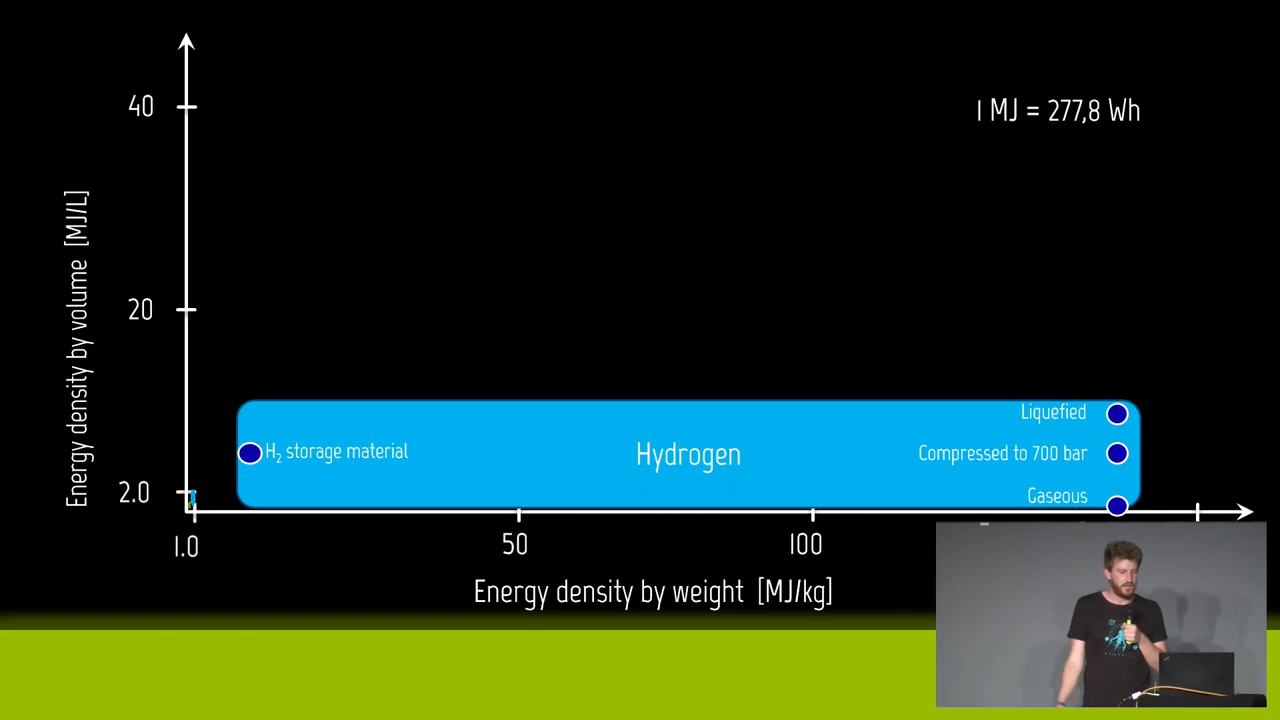 40
1 MJ = 277,8 Wh
Energy density by volume [MJ/L]
20
Liquefied
H₂ storage material
Hydrogen
Compressed to 700 bar
2.0
Gaseous
1.0
50
100
Energy density by weight [MJ/kg]